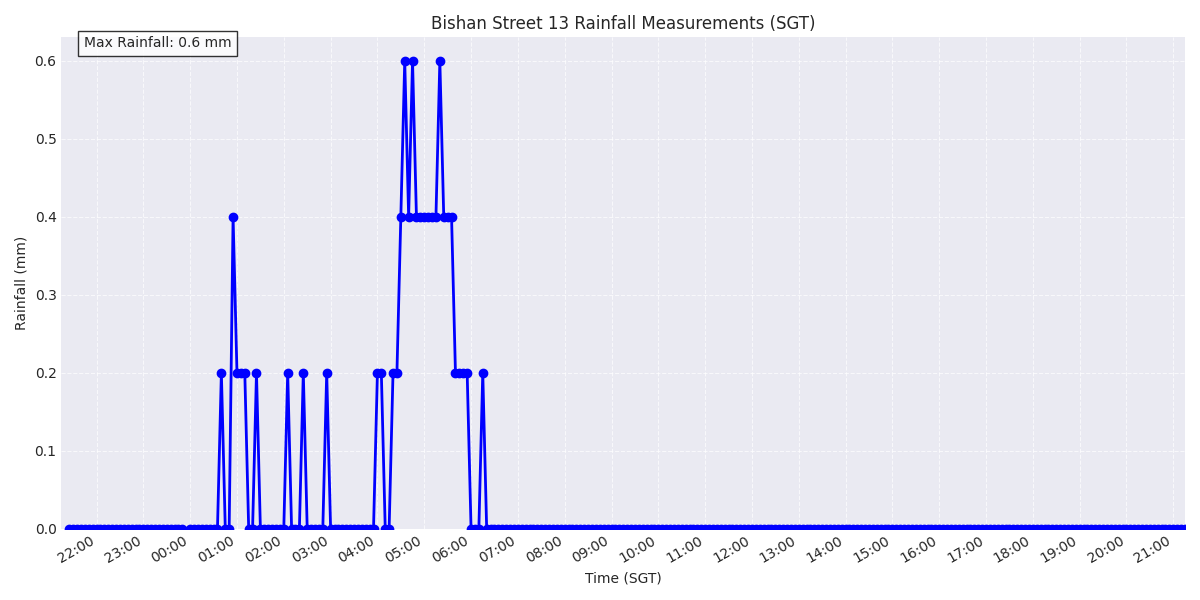 Bishan Street 13 Rainfall Measurements (SGT)
Max Rainfall: 0.6 mm
Rainfall (mm)
0.6
0.5
0.4
0.3
0.2
0.1
0.0
22:00 23:00 00:00 01:00 02:00 03:00 04:00 05:00 06:00 07:00 08:00 09:00 10:00 11:00 12:00 13:00 14:00 15:00 16:00 17:00 18:00 19:00 20:00 21:00
Time (SGT)